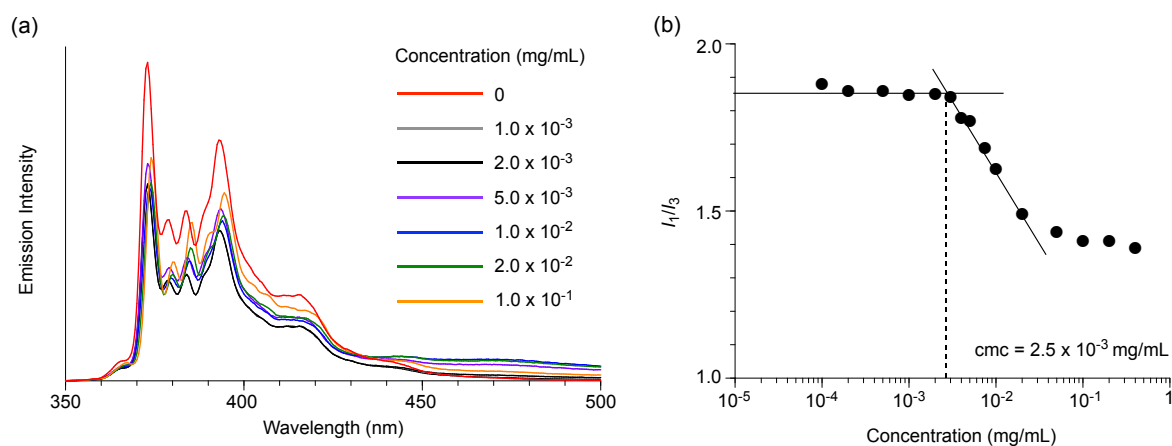 (a)
Concentration (mg/mL)
0
1.0 x 10⁻³
2.0 x 10⁻³
5.0 x 10⁻³
1.0 x 10⁻²
2.0 x 10⁻²
1.0 x 10⁻¹
Emission Intensity
350
400
450
500
Wavelength (nm)
(b)
2.0
1.5
1.0
I₁/I₃
cmc = 2.5 x 10⁻³ mg/mL
10⁻⁵
10⁻⁴
10⁻³
10⁻²
10⁻¹
1
Concentration (mg/mL)